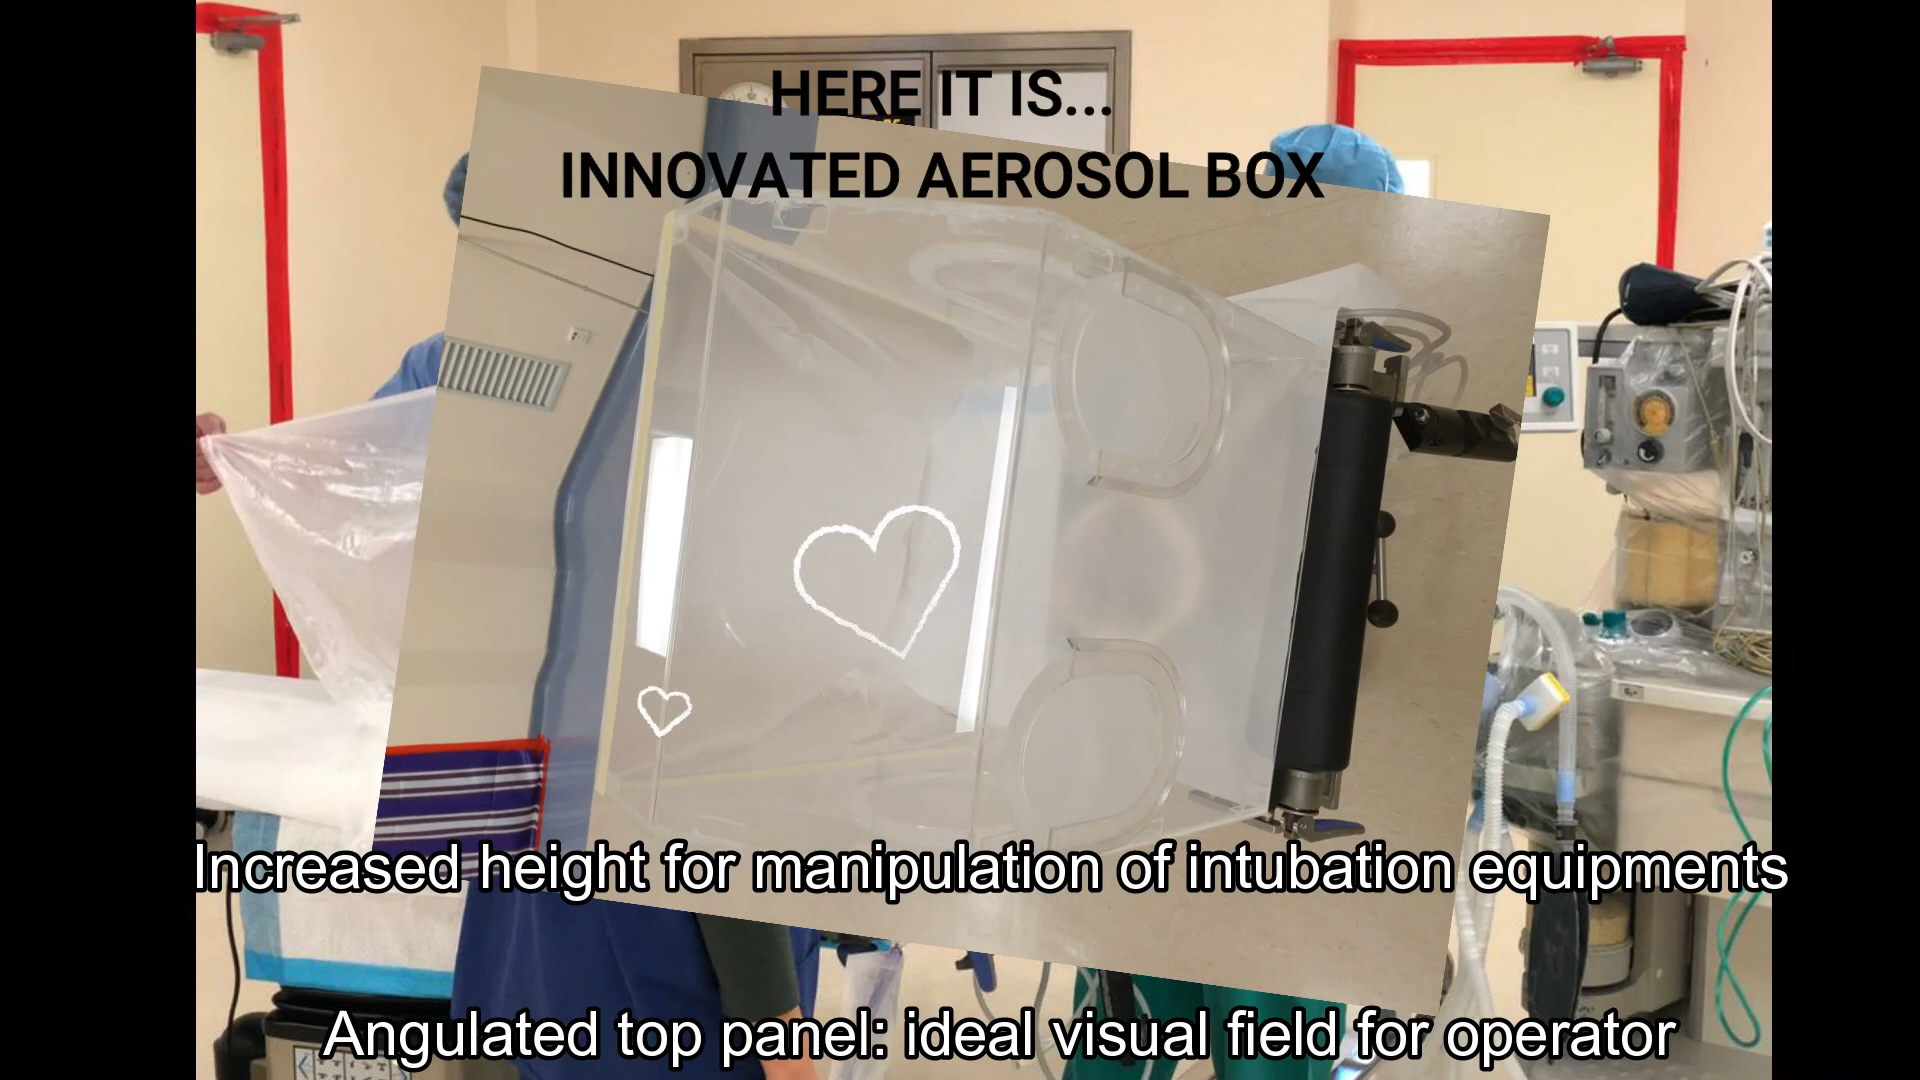 HERE IT IS...
INNOVATED AEROSOL BOX
Increased height for manipulation of intubation equipments
Angulated top panel: ideal visual field for operator